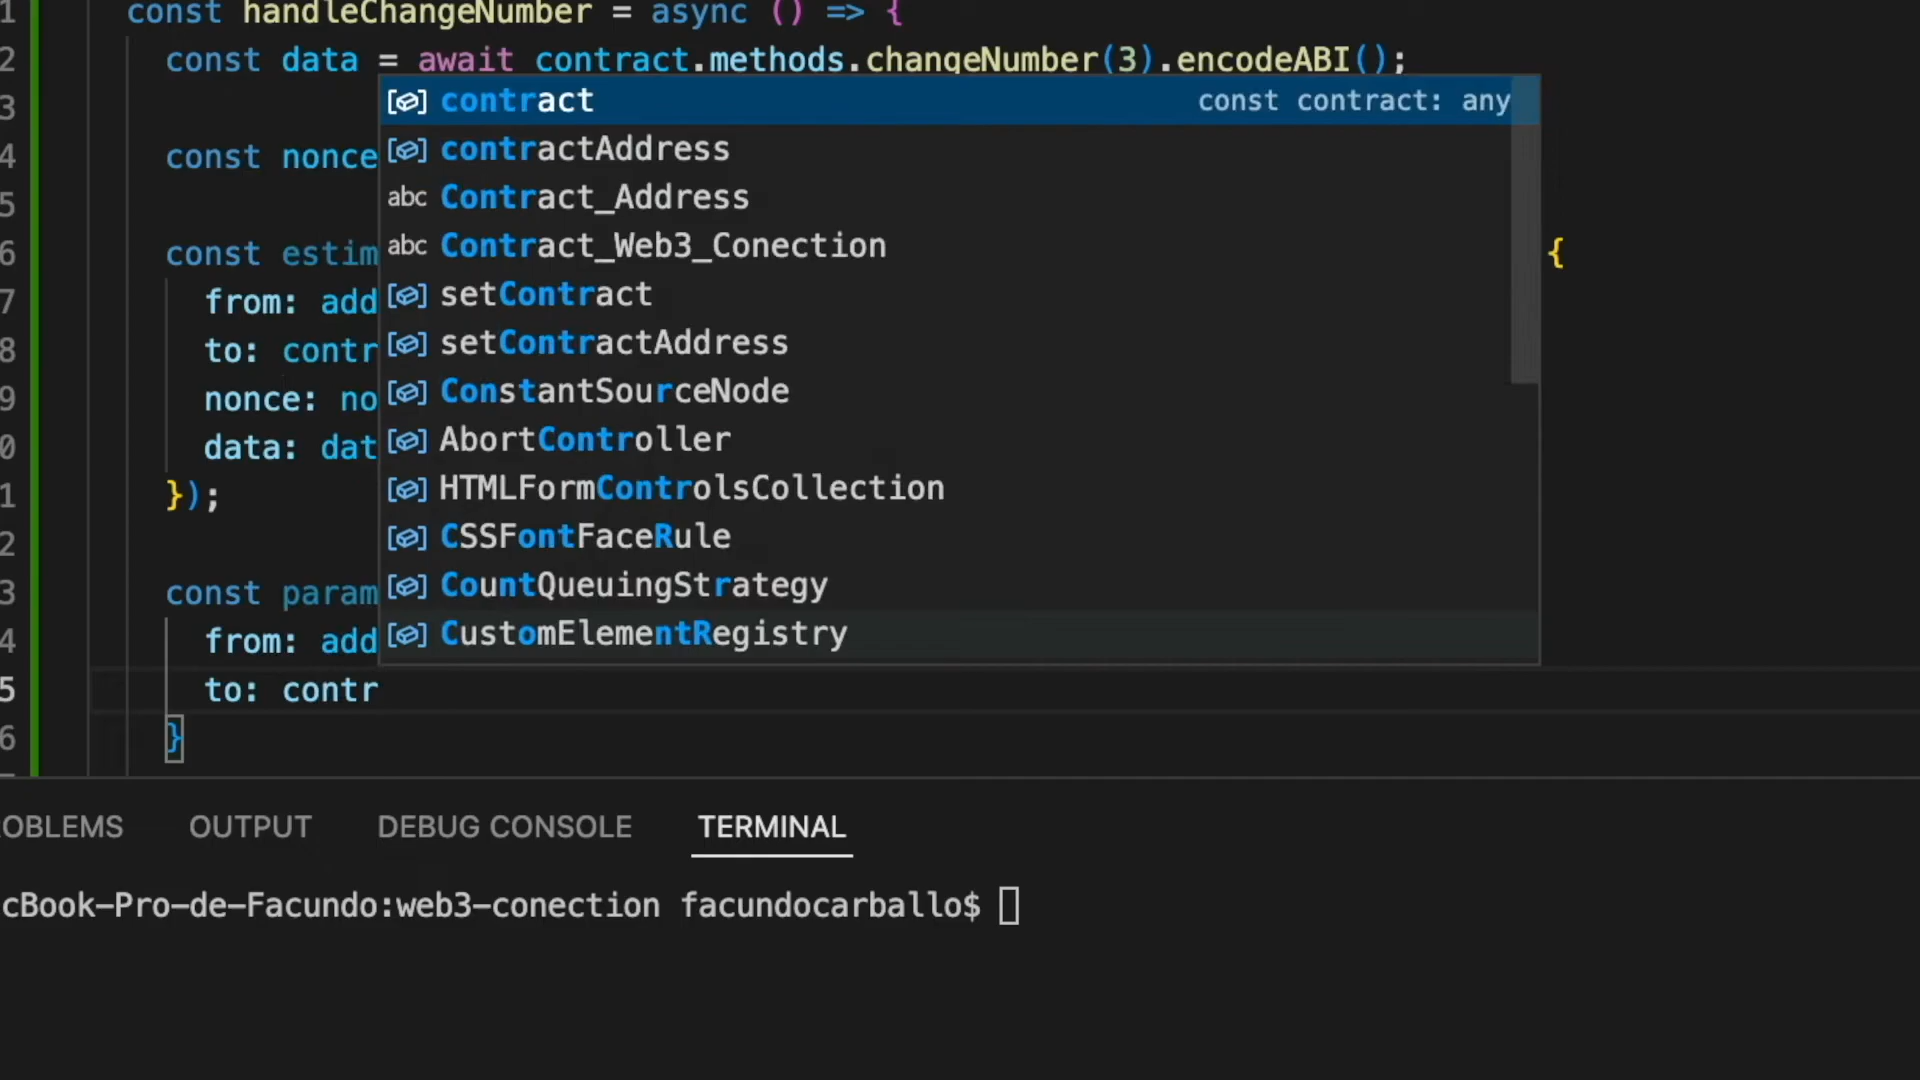 1 const handleChangeNumber = async () => {
2 const data = await contract.methods.changeNumber(3).encodeABI();
3
4 const nonce
5
6 const estim {
7 from: add
8 to: contr
9 nonce: no
0 data: dat
1 });
2
3 const param
4 from: add
5 to: contr
6 }
contract const contract: any
contractAddress
abc Contract_Address
abc Contract_Web3_Conection
setContract
setContractAddress
ConstantSourceNode
AbortController
HTMLFormControlsCollection
CSSFontFaceRule
CountQueuingStrategy
CustomElementRegistry
OBLEMS OUTPUT DEBUG CONSOLE TERMINAL
cBook-Pro-de-Facundo:web3-conection facundocarballo$